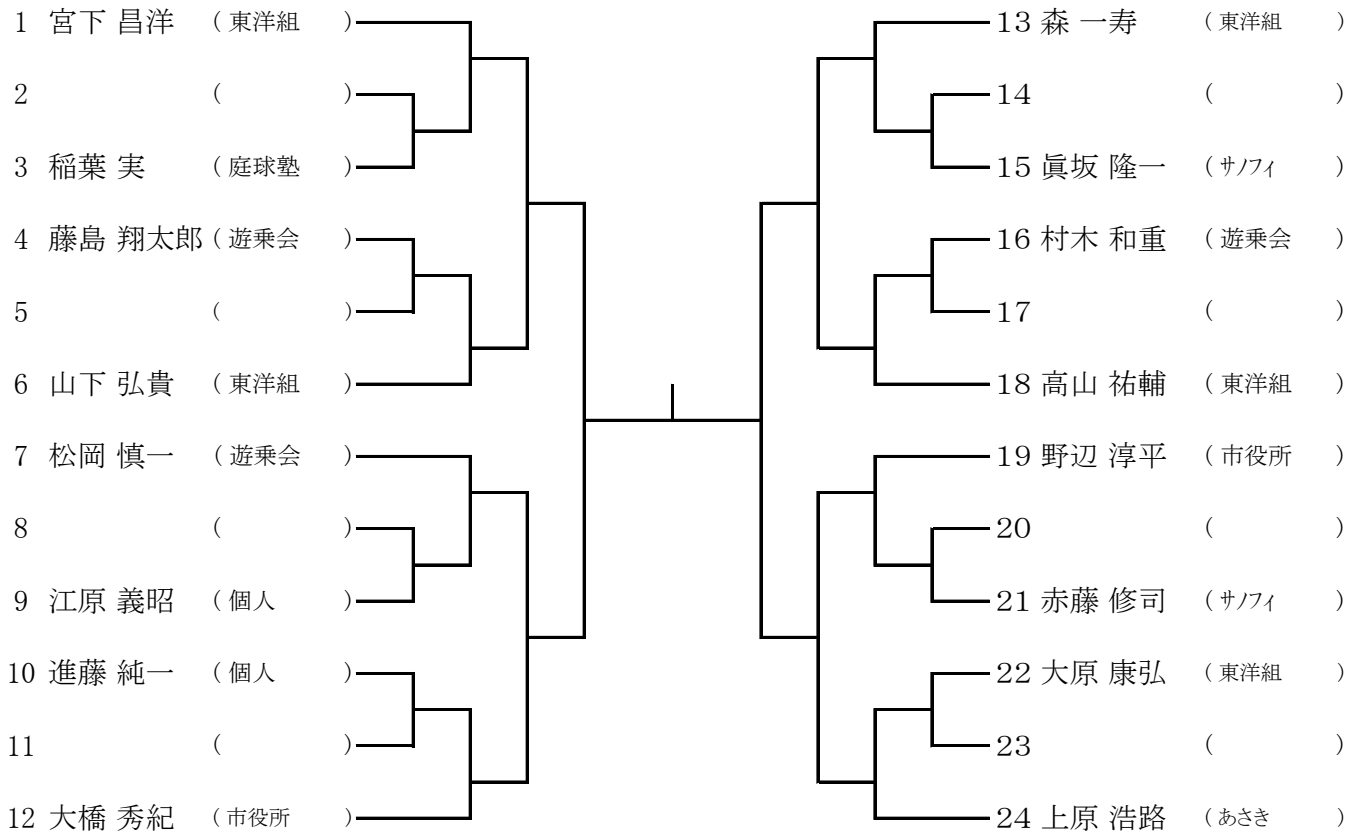 1 宮下 昌洋 ( 東洋組 )
2 ( )
3 稲葉 実 ( 庭球塾 )
4 藤島 翔太郎 ( 遊乗会 )
5 ( )
6 山下 弘貴 ( 東洋組 )
7 松岡 慎一 ( 遊乗会 )
8 ( )
9 江原 義昭 ( 個人 )
10 進藤 純一 ( 個人 )
11 ( )
12 大橋 秀紀 ( 市役所 )
13 森 一寿 ( 東洋組 )
14 ( )
15 眞坂 隆一 ( サノフィ )
16 村木 和重 ( 遊乗会 )
17 ( )
18 高山 祐輔 ( 東洋組 )
19 野辺 淳平 ( 市役所 )
20 ( )
21 赤藤 修司 ( サノフィ )
22 大原 康弘 ( 東洋組 )
23 ( )
24 上原 浩路 ( あさき )